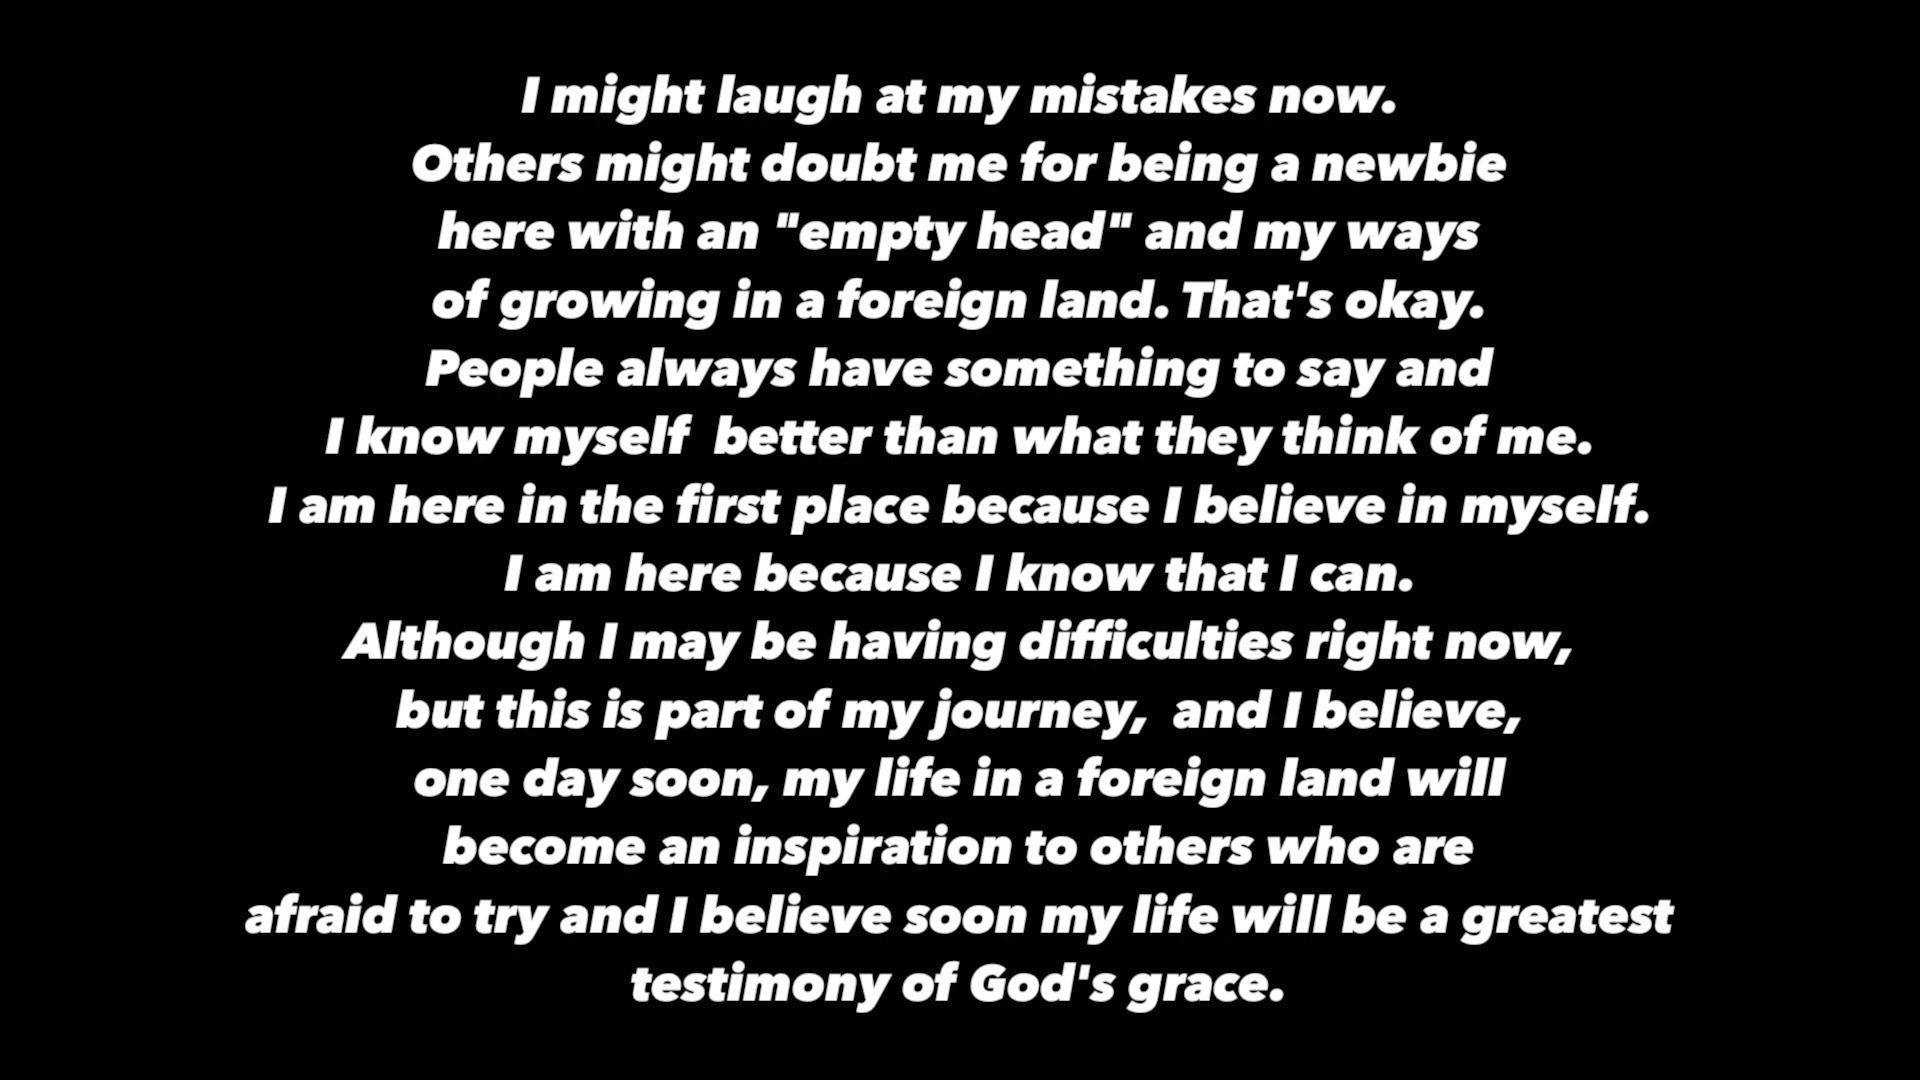 I might laugh at my mistakes now.
Others might doubt me for being a newbie
here with an "empty head" and my ways
of growing in a foreign land. That's okay.
People always have something to say and
I know myself  better than what they think of me.
I am here in the first place because I believe in myself.
I am here because I know that I can.
Although I may be having difficulties right now,
but this is part of my journey,  and I believe,
one day soon, my life in a foreign land will
become an inspiration to others who are
afraid to try and I believe soon my life will be a greatest
testimony of God's grace.